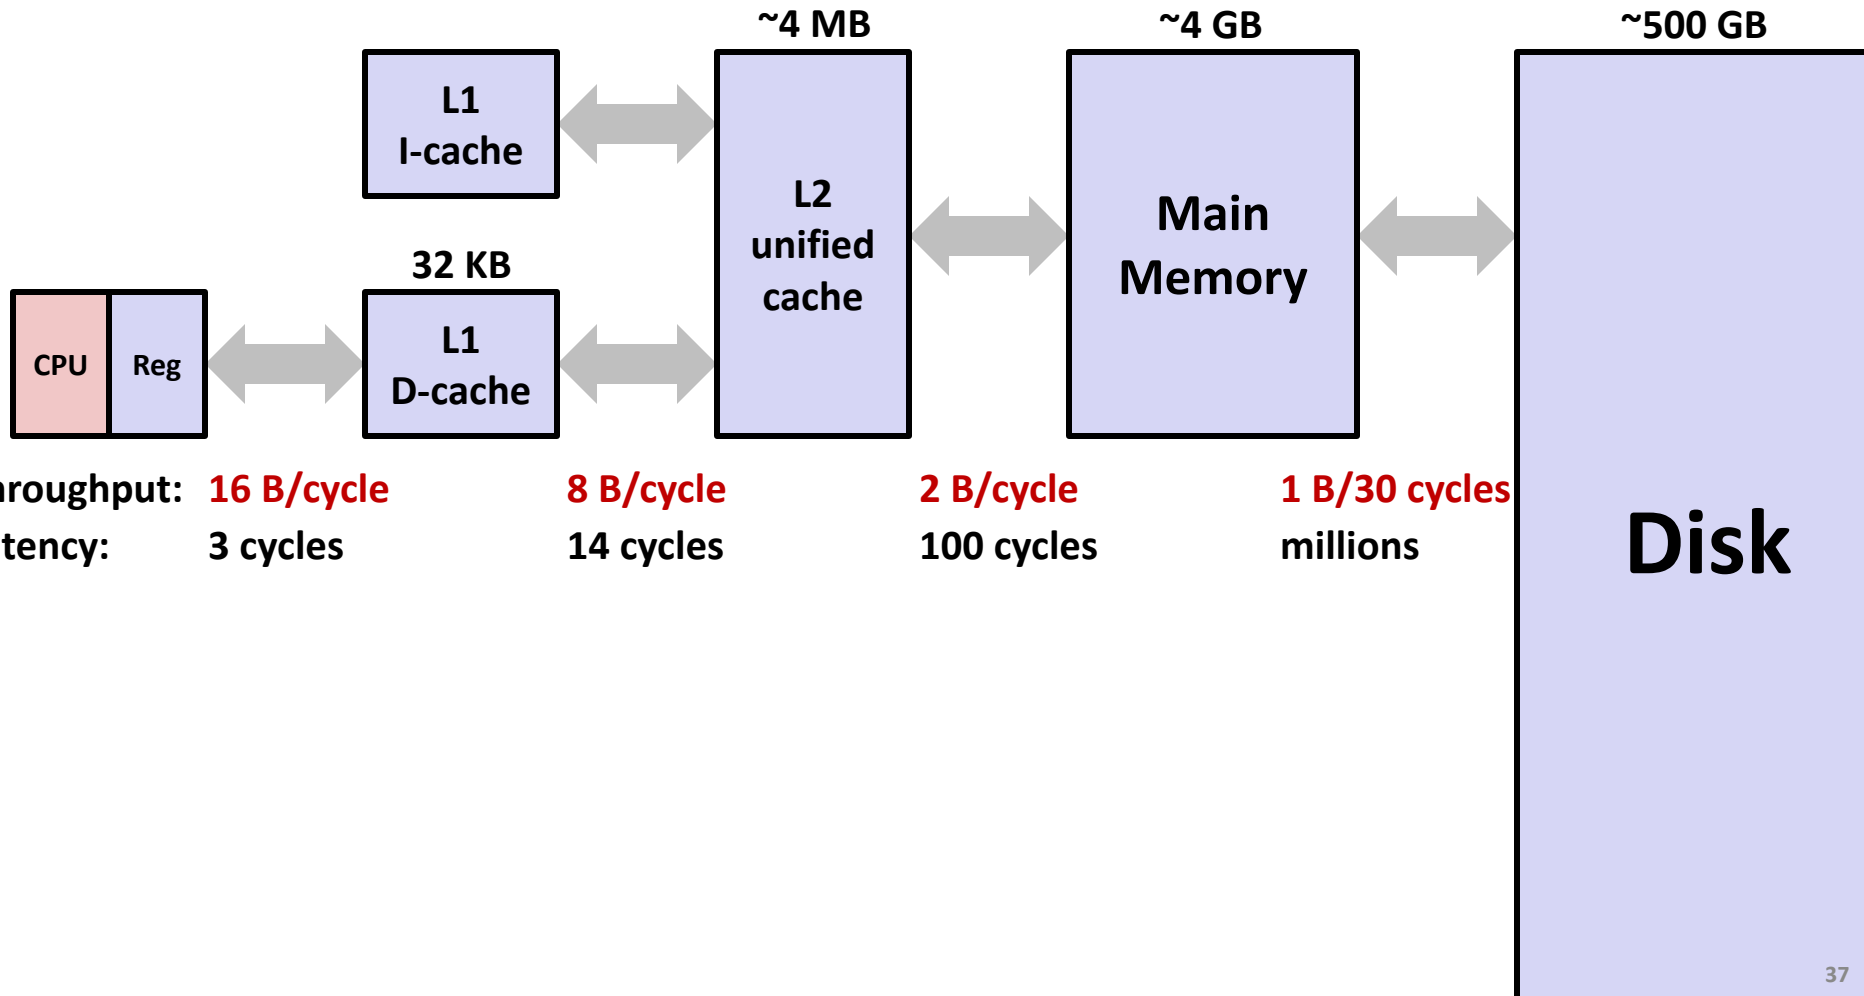 ~4 MB
~4 GB
~500 GB
L1
I-cache
L2
unified
cache
Main
Memory
32 KB
L1
D-cache
CPU
Reg
hroughput: 16 B/cycle 8 B/cycle 2 B/cycle 1 B/30 cycles
tency: 3 cycles 14 cycles 100 cycles millions
Disk
37